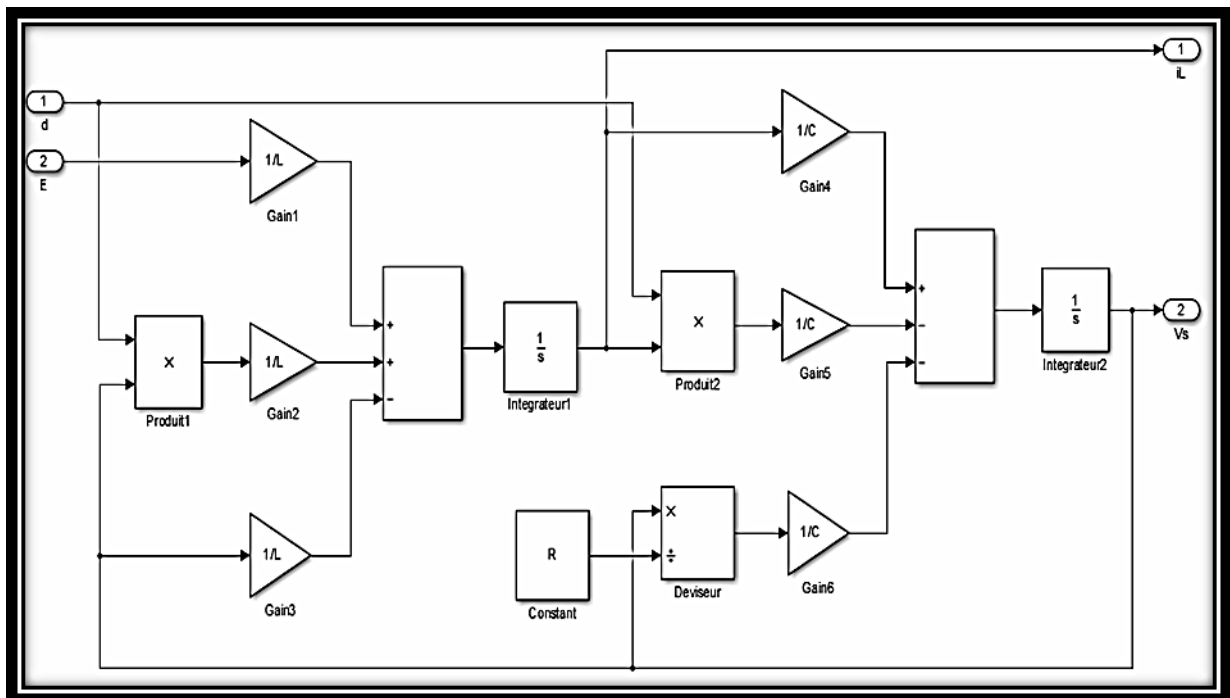 1
iL
1
d
1/C
Gain4
2
E
1/L
Gain1
+
+
−
X
Produit1
1/L
Gain2
1
s
Integrateur1
X
Produit2
1/C
Gain5
+
−
−
1
s
Integrateur2
2
Vs
1/L
Gain3
R
Constant
X
÷
Deviseur
1/C
Gain6